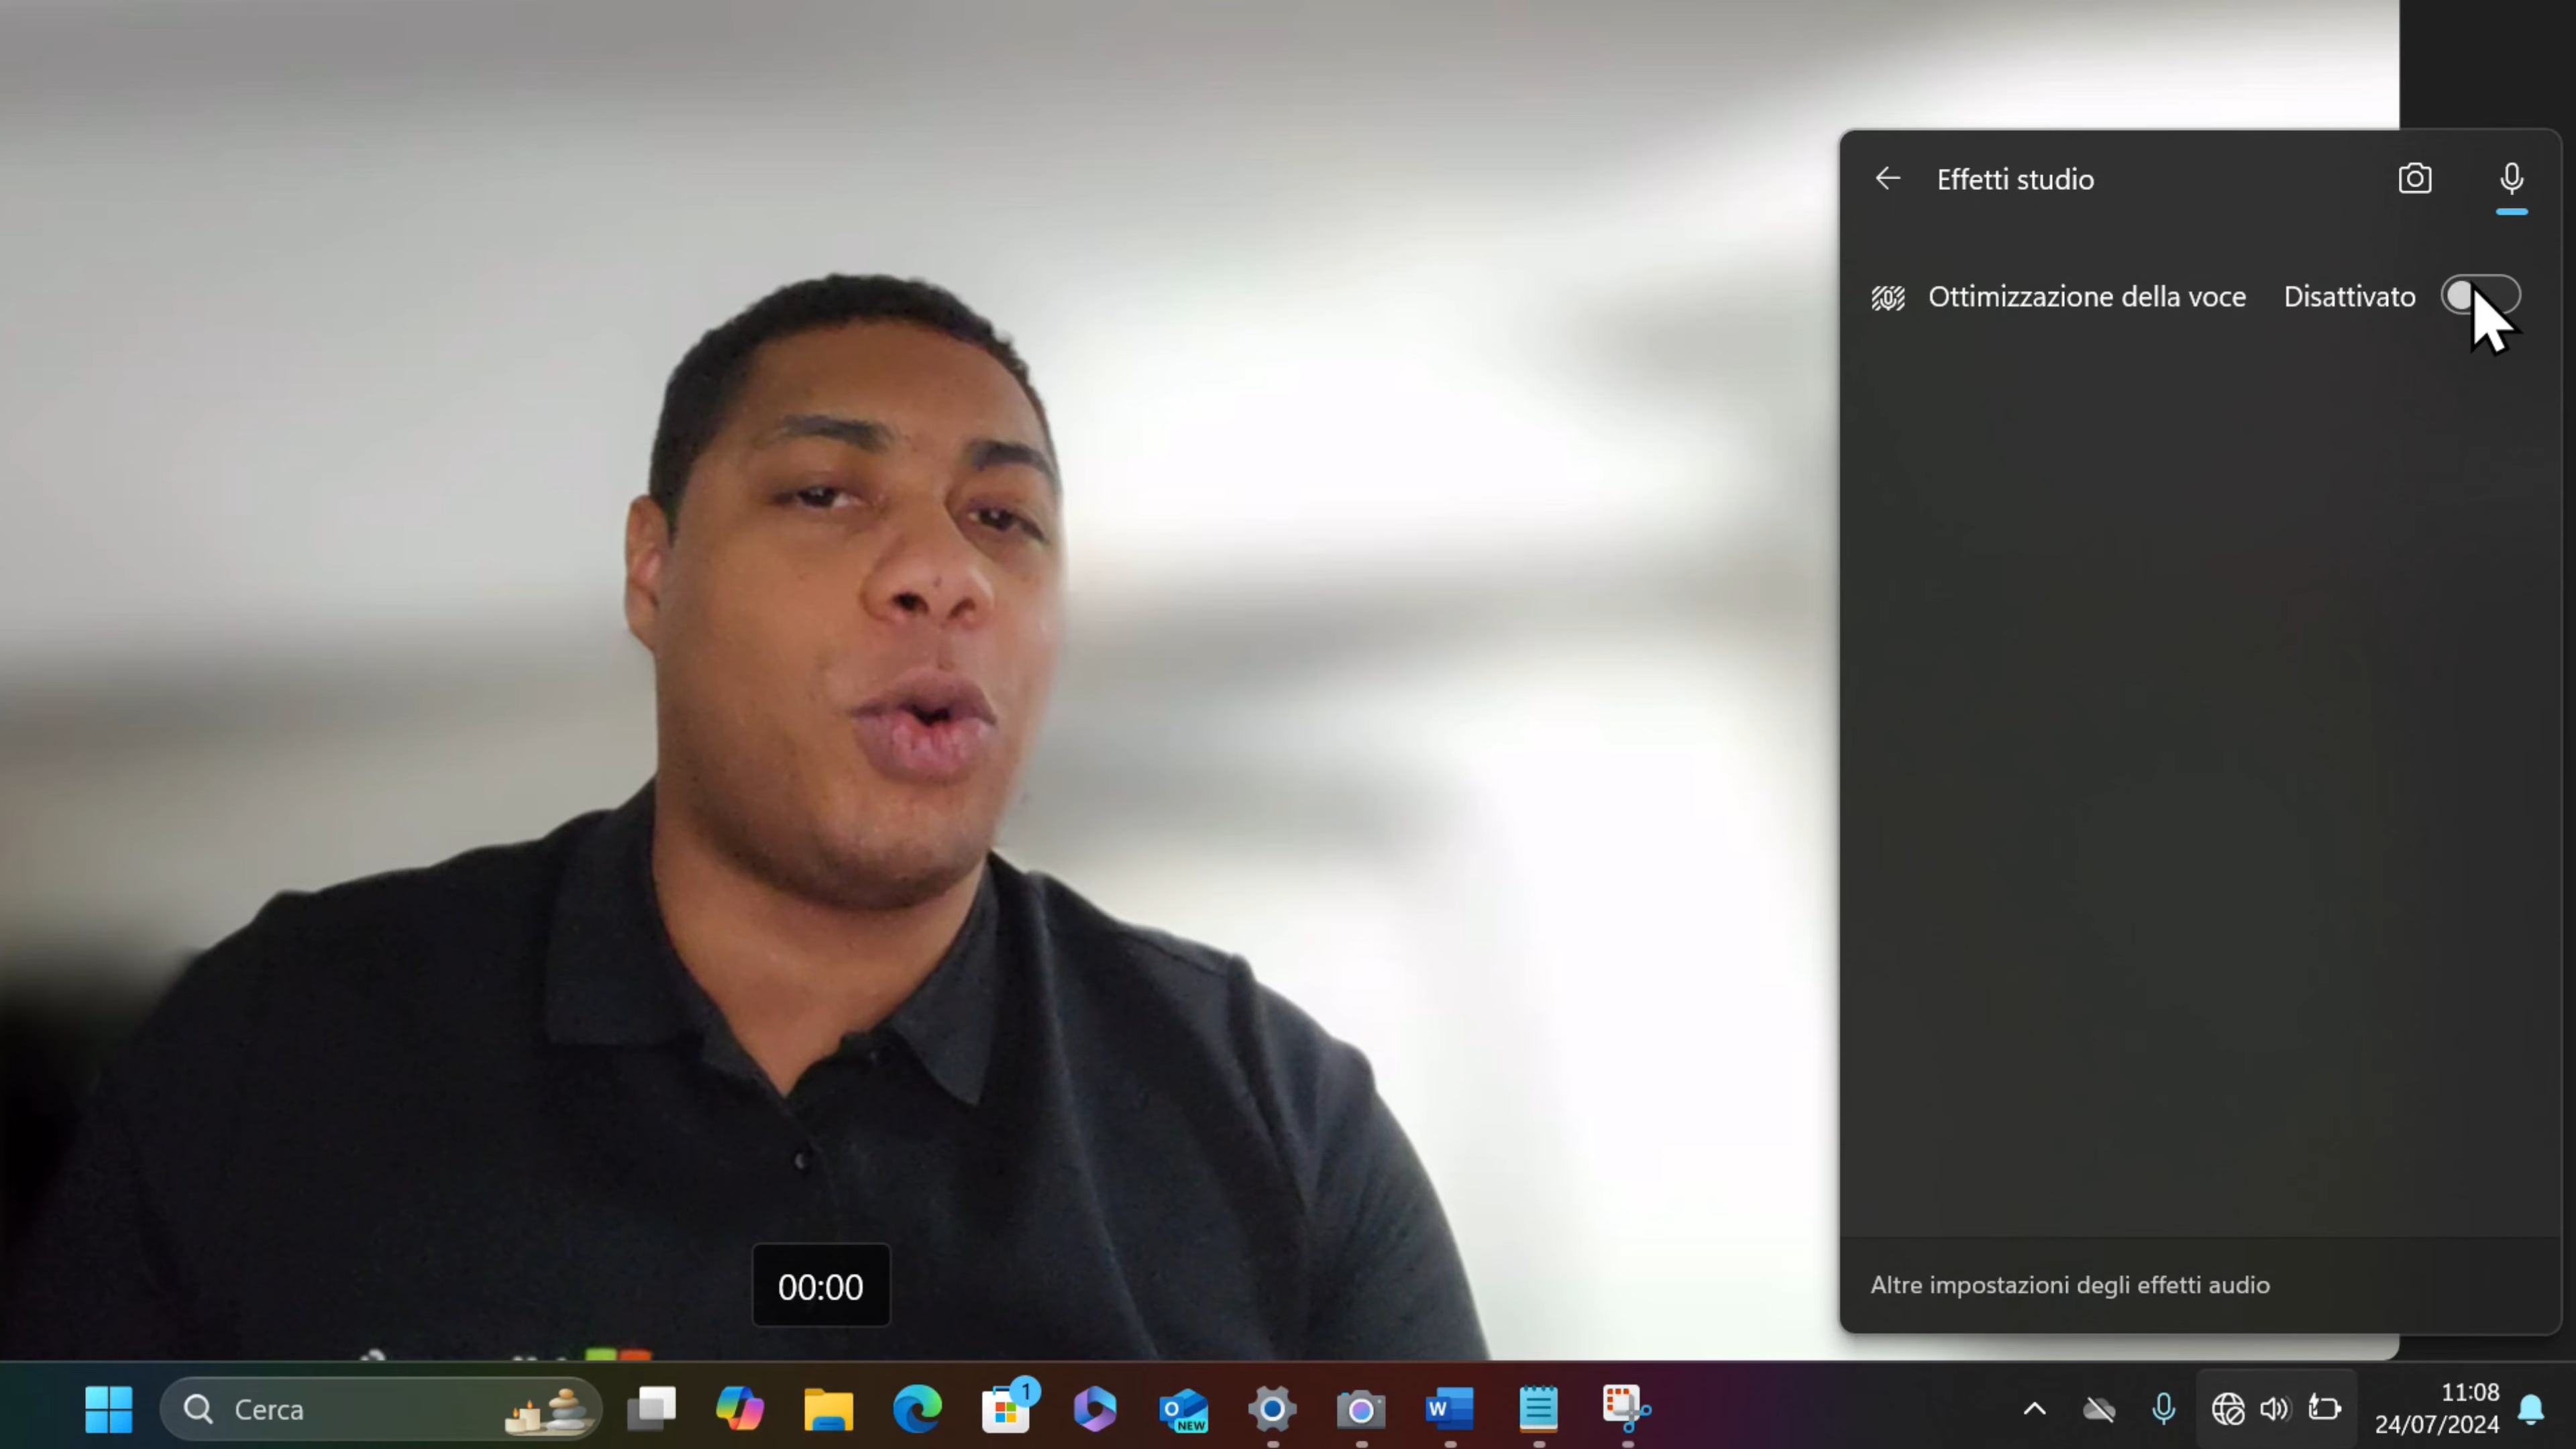 Effetti studio
Ottimizzazione della voce Disattivato
00:00
Altre impostazioni degli effetti audio
Cerca
1
O
NEW
W
11:08
24/07/2024